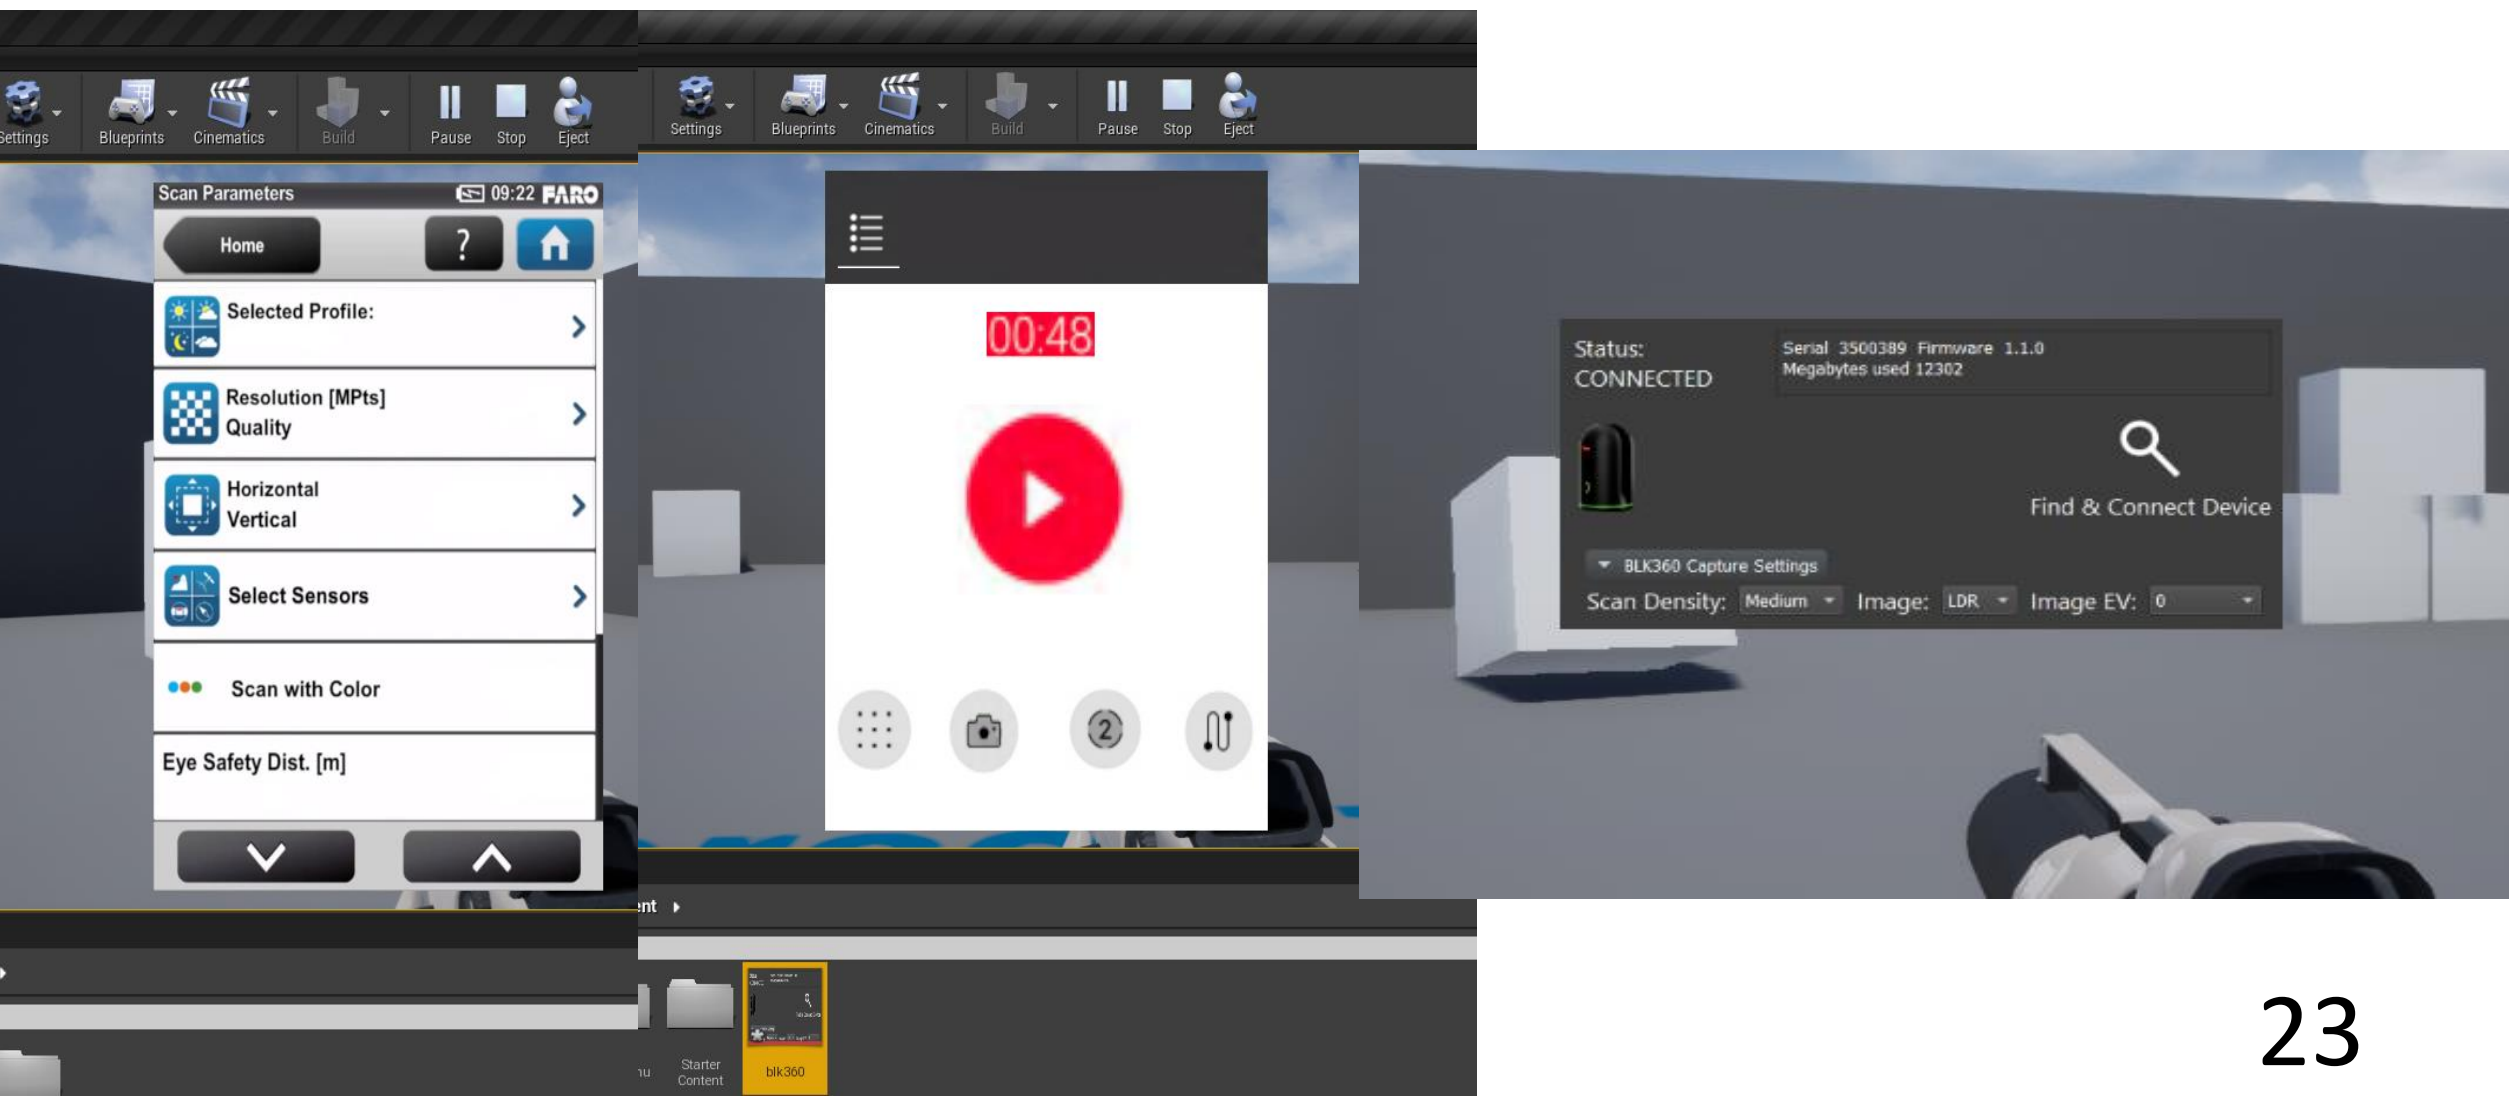 Settings
Blueprints
Cinematics
Build
Pause
Stop
Eject
Scan Parameters
09:22 FARO
Home
?
Selected Profile:
Resolution [MPts]
Quality
Horizontal
Vertical
Select Sensors
Scan with Color
Eye Safety Dist. [m]
Settings
Blueprints
Cinematics
Build
Pause
Stop
Eject
00:48
2
Starter
Content
blk360
Status:
CONNECTED
Serial 3500389 Firmware 1.1.0
Megabytes used 12302
Find & Connect Device
BLK360 Capture Settings
Scan Density: Medium Image: LDR Image EV: 0
23